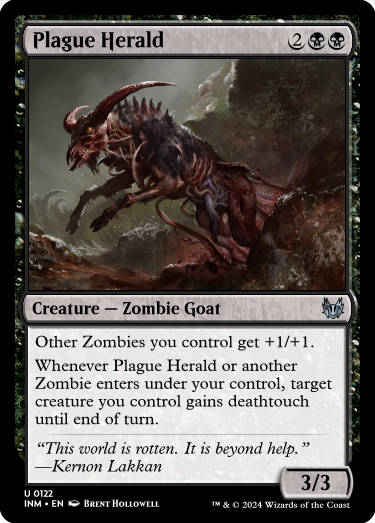 Plague Herald 2
Creature — Zombie Goat
Other Zombies you control get +1/+1.
Whenever Plague Herald or another
Zombie enters under your control, target
creature you control gains deathtouch
until end of turn.
“This world is rotten. It is beyond help.”
—Kernon Lakkan
3/3
U 0122
INM • EN Brent Hollowell
™ & © 2024 Wizards of the Coast